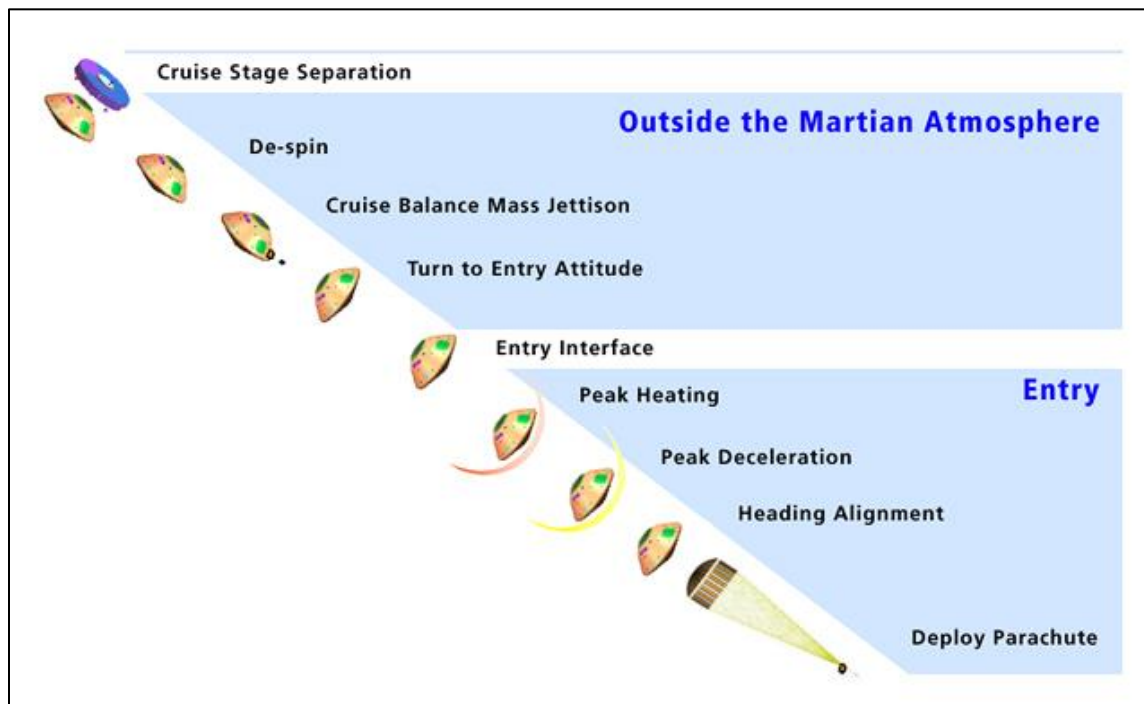 Cruise Stage Separation
Outside the Martian Atmosphere
De-spin
Cruise Balance Mass Jettison
Turn to Entry Attitude
Entry Interface
Peak Heating
Entry
Peak Deceleration
Heading Alignment
Deploy Parachute